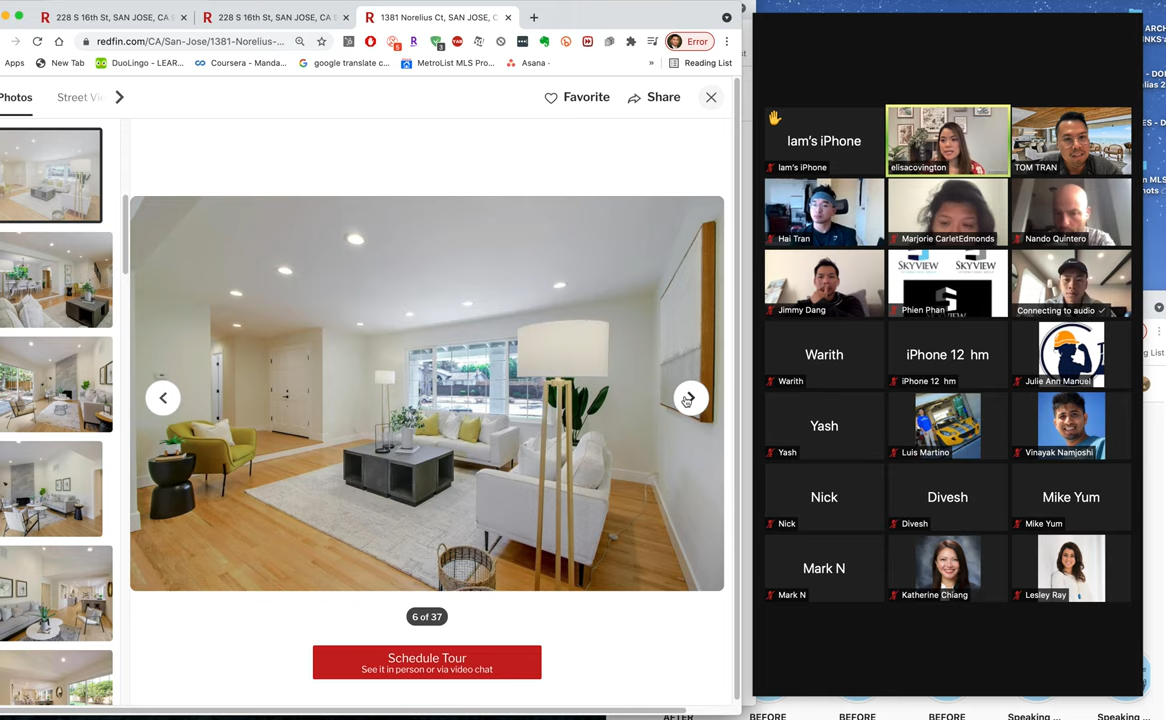 228 S 16th St, SAN JOSE, CA
228 S 16th St, SAN JOSE, CA
1381 Norelius Ct, SAN JOSE, C
redfin.com/CA/San-Jose/1381-Norelius-...
Error
Apps
New Tab
DuoLingo - LEAR...
Coursera - Manda...
google translate c...
MetroList MLS Pro...
Asana -
»
Reading List
Photos
Street Vi
Favorite
Share
6 of 37
Schedule Tour
See it in person or via video chat
Iam's iPhone
Iam's iPhone
elisacovington
TOM TRAN
Hai Tran
Marjorie CarletEdmonds
Nando Quintero
SKYVIEW
SKYVIEW
Jimmy Dang
Phien Phan
Connecting to audio
Warith
Warith
iPhone 12 hm
iPhone 12 hm
Julie Ann Manuel
Yash
Yash
Luis Martino
Vinayak Namjoshi
Nick
Nick
Divesh
Divesh
Mike Yum
Mike Yum
Mark N
Mark N
Katherine Chiang
Lesley Ray
AFTER
BEFORE
BEFORE
BEFORE
Speaking ...
Speaking ...